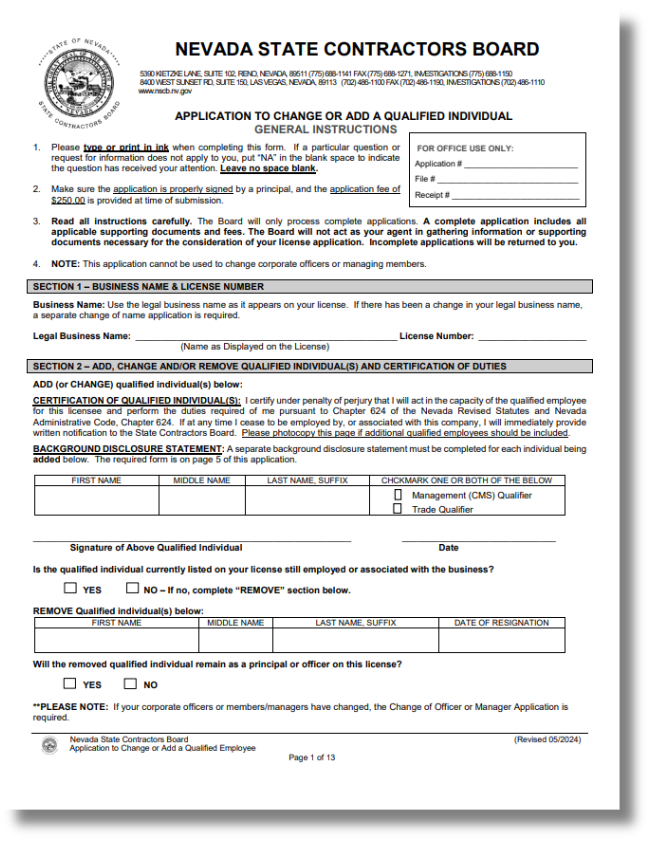 STATE OF NEVADA
STATE CONTRACTORS BOARD
NEVADA STATE CONTRACTORS BOARD
5390 KIETZKE LANE, SUITE 102, RENO, NEVADA, 89511 (775) 688-1141 FAX (775) 688-1271, INVESTIGATIONS (775) 688-1150
8400 WEST SUNSET RD, SUITE 150, LAS VEGAS, NEVADA, 89113 (702) 486-1100 FAX (702) 486-1190, INVESTIGATIONS (702) 486-1110
www.nscb.nv.gov
APPLICATION TO CHANGE OR ADD A QUALIFIED INDIVIDUAL
GENERAL INSTRUCTIONS
1. Please type or print in ink when completing this form. If a particular question or
request for information does not apply to you, put "NA" in the blank space to indicate
the question has received your attention. Leave no space blank.
2. Make sure the application is properly signed by a principal, and the application fee of
$250.00 is provided at time of submission.
FOR OFFICE USE ONLY:
Application #
File #
Receipt #
3. Read all instructions carefully. The Board will only process complete applications. A complete application includes all
applicable supporting documents and fees. The Board will not act as your agent in gathering information or supporting
documents necessary for the consideration of your license application. Incomplete applications will be returned to you.
4. NOTE: This application cannot be used to change corporate officers or managing members.
SECTION 1 – BUSINESS NAME & LICENSE NUMBER
Business Name: Use the legal business name as it appears on your license. If there has been a change in your legal business name,
a separate change of name application is required.
Legal Business Name: License Number:
(Name as Displayed on the License)
SECTION 2 – ADD, CHANGE AND/OR REMOVE QUALIFIED INDIVIDUAL(S) AND CERTIFICATION OF DUTIES
ADD (or CHANGE) qualified individual(s) below:
CERTIFICATION OF QUALIFIED INDIVIDUAL(S): I certify under penalty of perjury that I will act in the capacity of the qualified employee
for this licensee and perform the duties required of me pursuant to Chapter 624 of the Nevada Revised Statutes and Nevada
Administrative Code, Chapter 624. If at any time I cease to be employed by, or associated with this company, I will immediately provide
written notification to the State Contractors Board. Please photocopy this page if additional qualified employees should be included.
BACKGROUND DISCLOSURE STATEMENT: A separate background disclosure statement must be completed for each individual being
added below. The required form is on page 5 of this application.
FIRST NAME MIDDLE NAME LAST NAME, SUFFIX CHCKMARK ONE OR BOTH OF THE BELOW
Management (CMS) Qualifier
Trade Qualifier
Signature of Above Qualified Individual Date
Is the qualified individual currently listed on your license still employed or associated with the business?
YES NO – If no, complete "REMOVE" section below.
REMOVE Qualified individual(s) below:
FIRST NAME MIDDLE NAME LAST NAME, SUFFIX DATE OF RESIGNATION
Will the removed qualified individual remain as a principal or officer on this license?
YES NO
**PLEASE NOTE: If your corporate officers or members/managers have changed, the Change of Officer or Manager Application is
required.
Nevada State Contractors Board (Revised 05/2024)
Application to Change or Add a Qualified Employee
Page 1 of 13